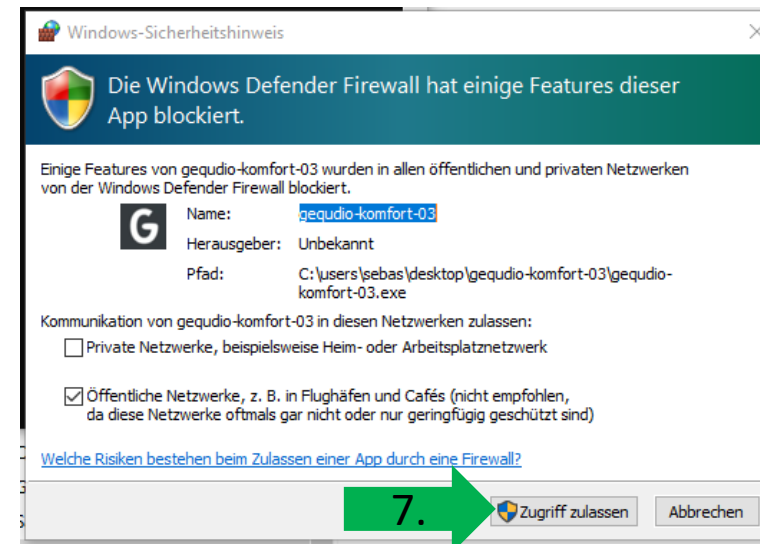 Windows-Sicherheitshinweis
Die Windows Defender Firewall hat einige Features dieser
App blockiert.
Einige Features von gequdio-komfort-03 wurden in allen öffentlichen und privaten Netzwerken
von der Windows Defender Firewall blockiert.
G
Name: gequdio-komfort-03
Herausgeber: Unbekannt
Pfad: C:\users\sebas\desktop\gequdio-komfort-03\gequdio-
komfort-03.exe
Kommunikation von gequdio-komfort-03 in diesen Netzwerken zulassen:
Private Netzwerke, beispielsweise Heim- oder Arbeitsplatznetzwerk
Öffentliche Netzwerke, z. B. in Flughäfen und Cafés (nicht empfohlen,
da diese Netzwerke oftmals gar nicht oder nur geringfügig geschützt sind)
Welche Risiken bestehen beim Zulassen einer App durch eine Firewall?
7. Zugriff zulassen Abbrechen